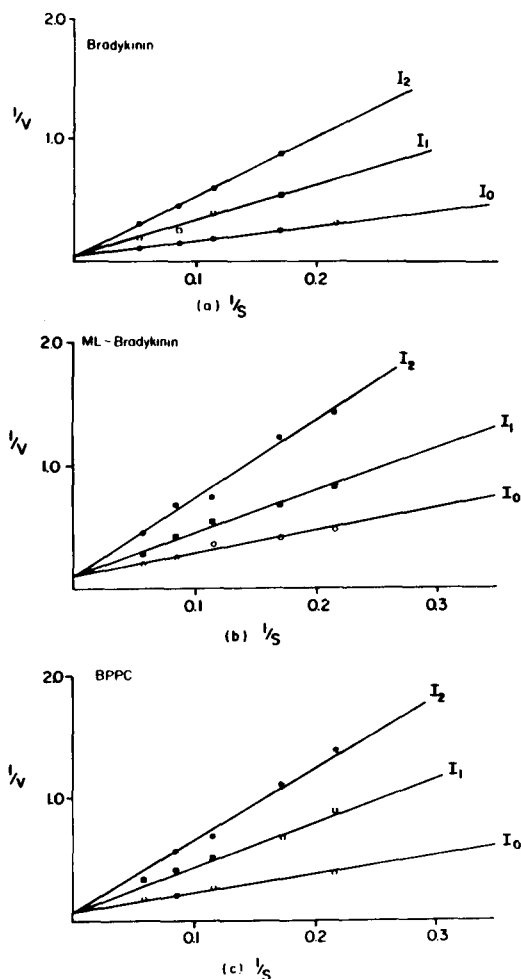 2.0
Bradykinin
I2
1/V
1.0
I1
I0
0.1
0.2
(a) 1/S
ML-Bradykinin
2.0
I2
1/V
I1
1.0
I0
0.1
0.2
0.3
(b) 1/S
BPPC
2.0
I2
1/V
I1
1.0
I0
0.1
0.2
0.3
(c) 1/S